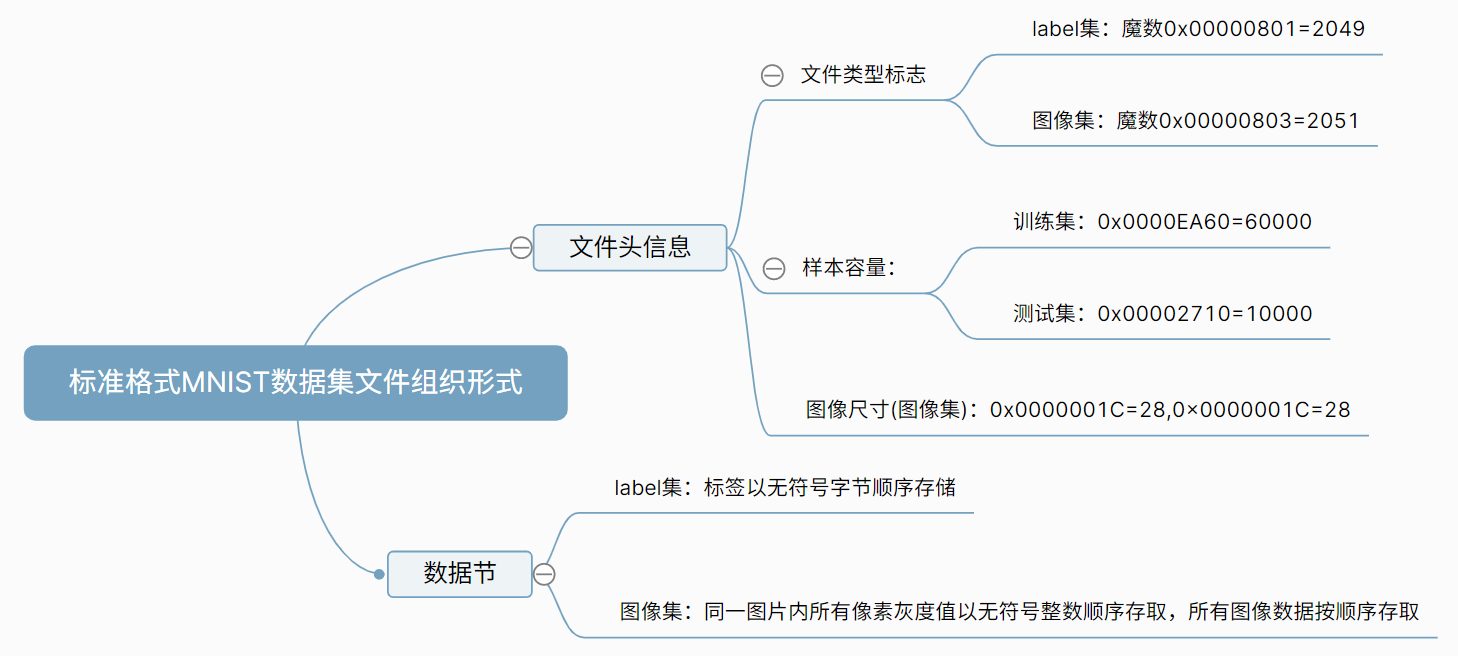 标准格式MNIST数据集文件组织形式
文件头信息
文件类型标志
label集：魔数0x00000801=2049
图像集：魔数0x00000803=2051
样本容量：
训练集：0x0000EA60=60000
测试集：0x00002710=10000
图像尺寸(图像集)：0x0000001C=28,0×0000001C=28
数据节
label集：标签以无符号字节顺序存储
图像集：同一图片内所有像素灰度值以无符号整数顺序存取，所有图像数据按顺序存取